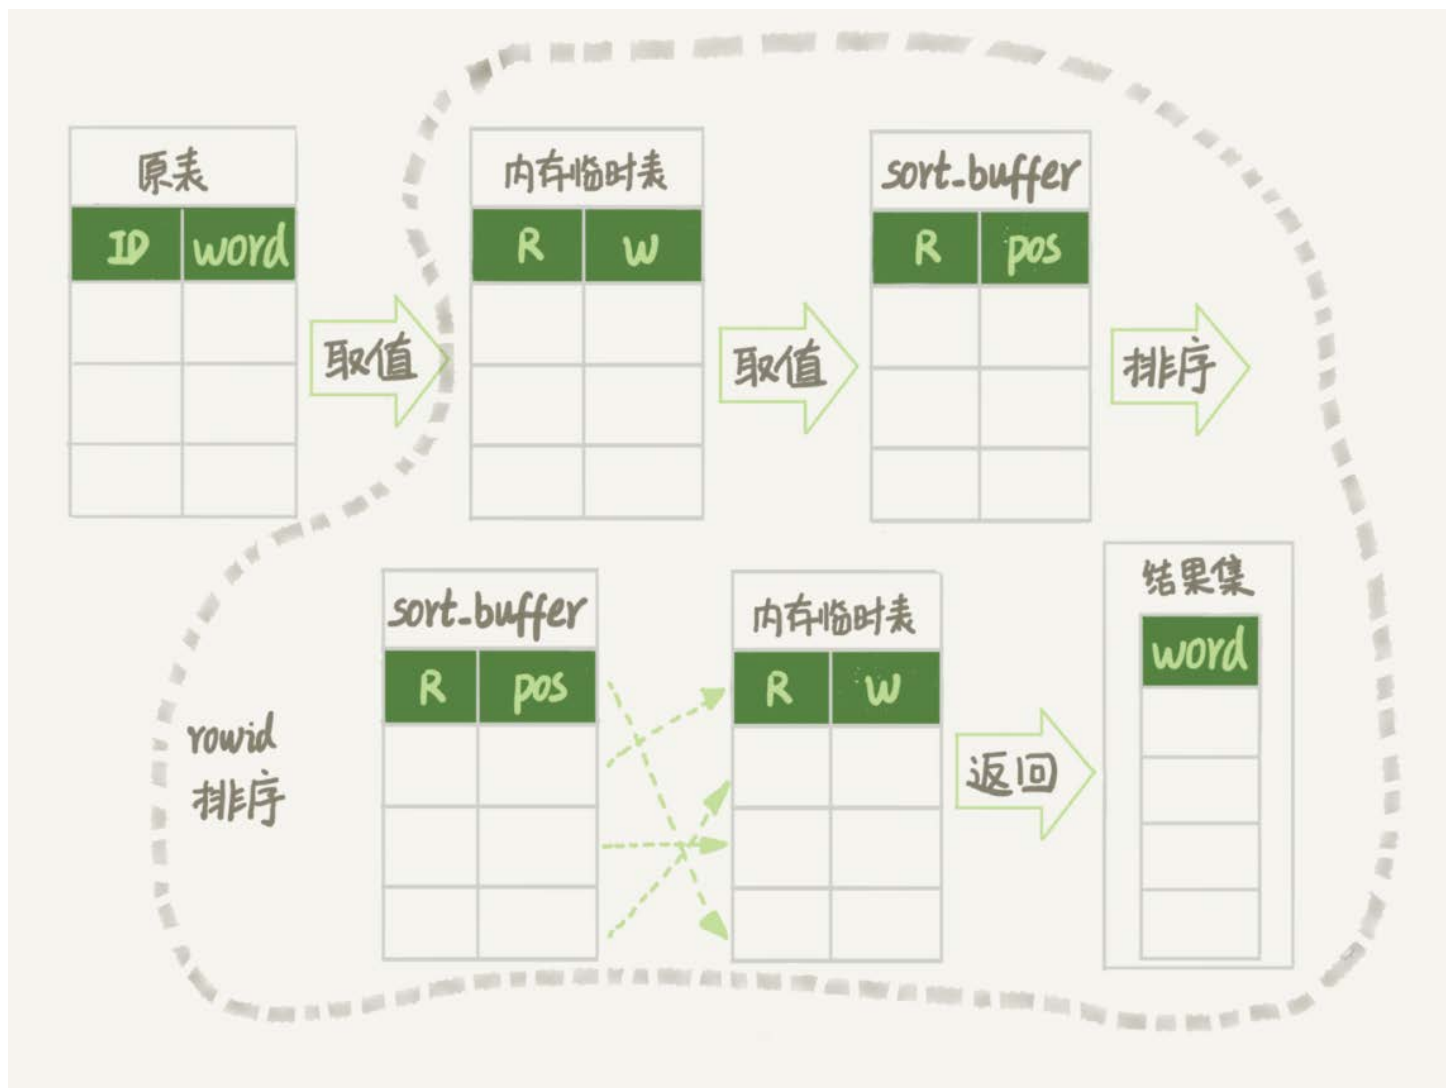 原表
ID word
取值
内存临时表
R W
取值
sort_buffer
R pos
排序
rowid
排序
sort_buffer
R pos
内存临时表
R W
返回
结果集
word